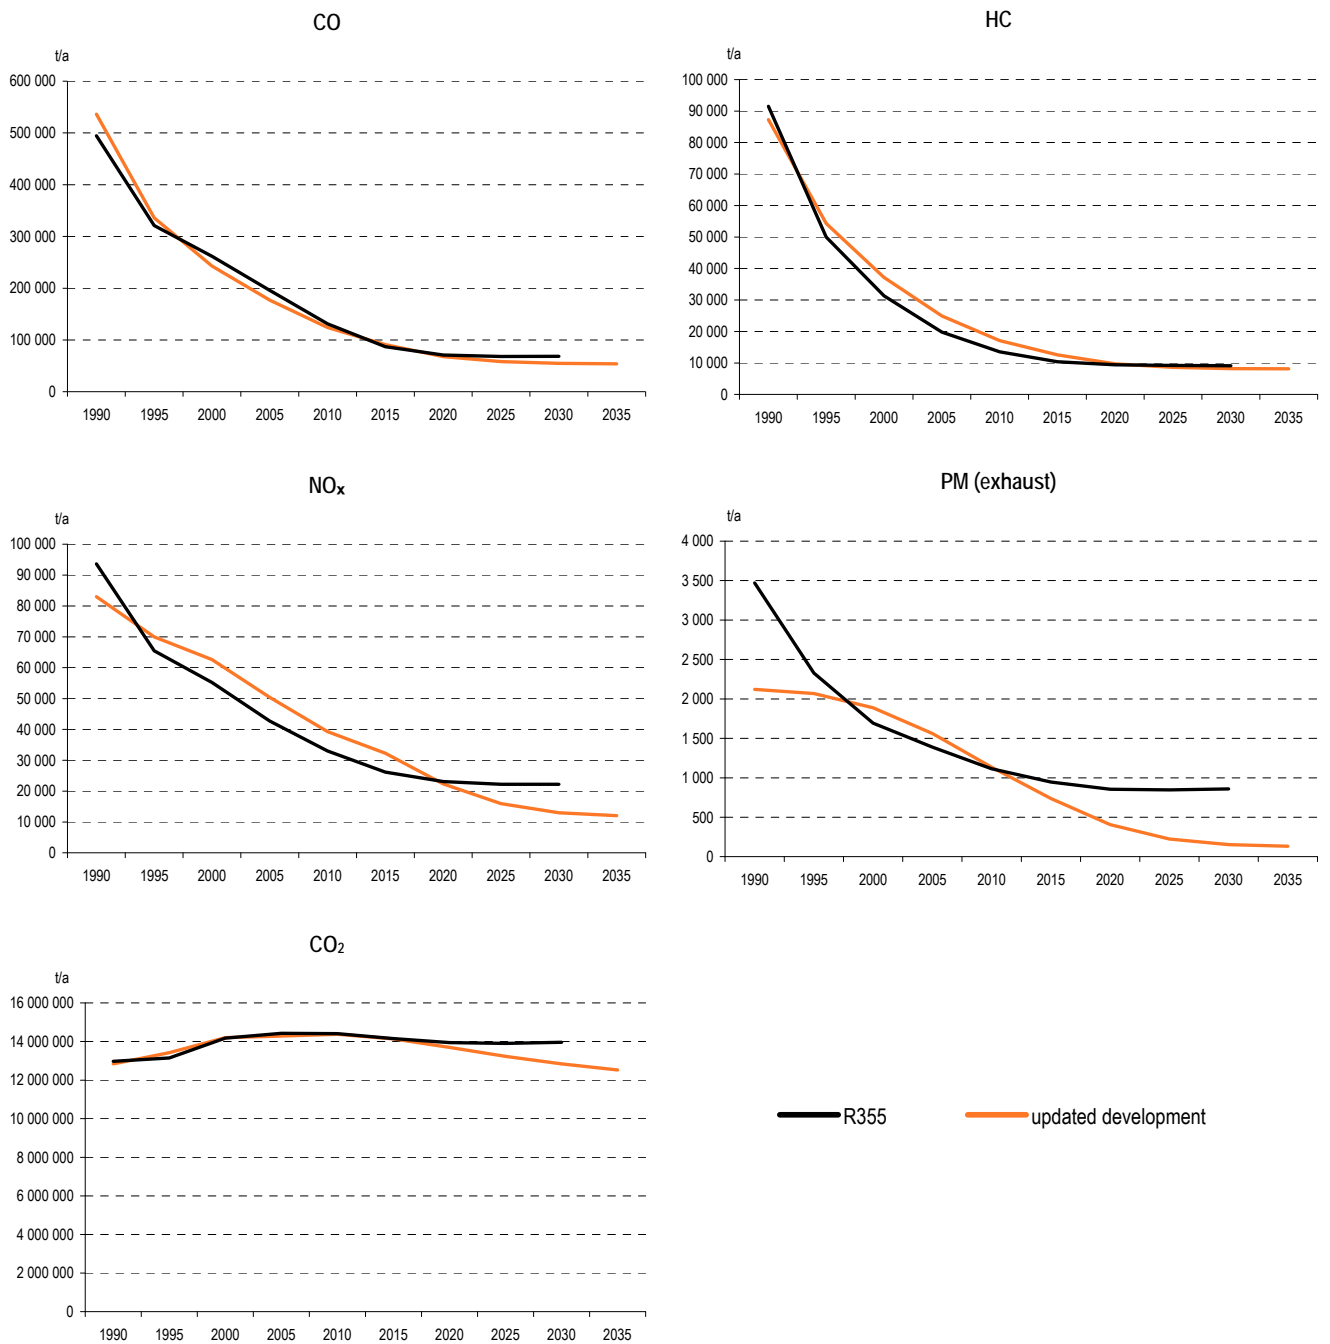 CO
t/a
600 000
500 000
400 000
300 000
200 000
100 000
0
1990 1995 2000 2005 2010 2015 2020 2025 2030 2035
HC
t/a
100 000
90 000
80 000
70 000
60 000
50 000
40 000
30 000
20 000
10 000
0
1990 1995 2000 2005 2010 2015 2020 2025 2030 2035
NOx
t/a
100 000
90 000
80 000
70 000
60 000
50 000
40 000
30 000
20 000
10 000
0
1990 1995 2000 2005 2010 2015 2020 2025 2030 2035
PM (exhaust)
t/a
4 000
3 500
3 000
2 500
2 000
1 500
1 000
500
0
1990 1995 2000 2005 2010 2015 2020 2025 2030 2035
CO2
t/a
16 000 000
14 000 000
12 000 000
10 000 000
8 000 000
6 000 000
4 000 000
2 000 000
0
1990 1995 2000 2005 2010 2015 2020 2025 2030 2035
R355 updated development